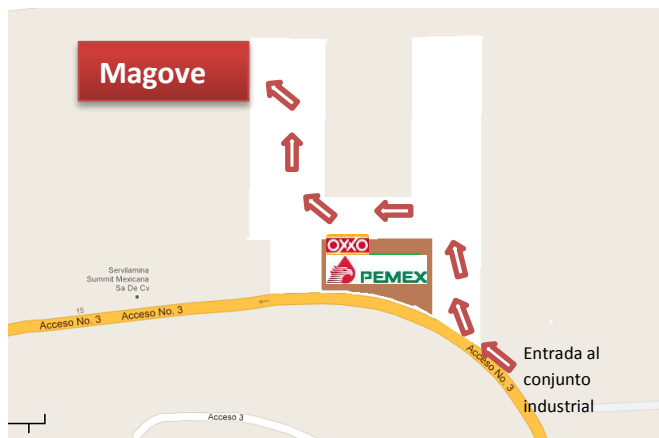 Magove
OXXO
PEMEX
Servilamina
Summit Mexicana
Sa De Cv
15
Acceso No. 3
Acceso No. 3
Acceso No. 3
Entrada al
conjunto
industrial
Acceso 3